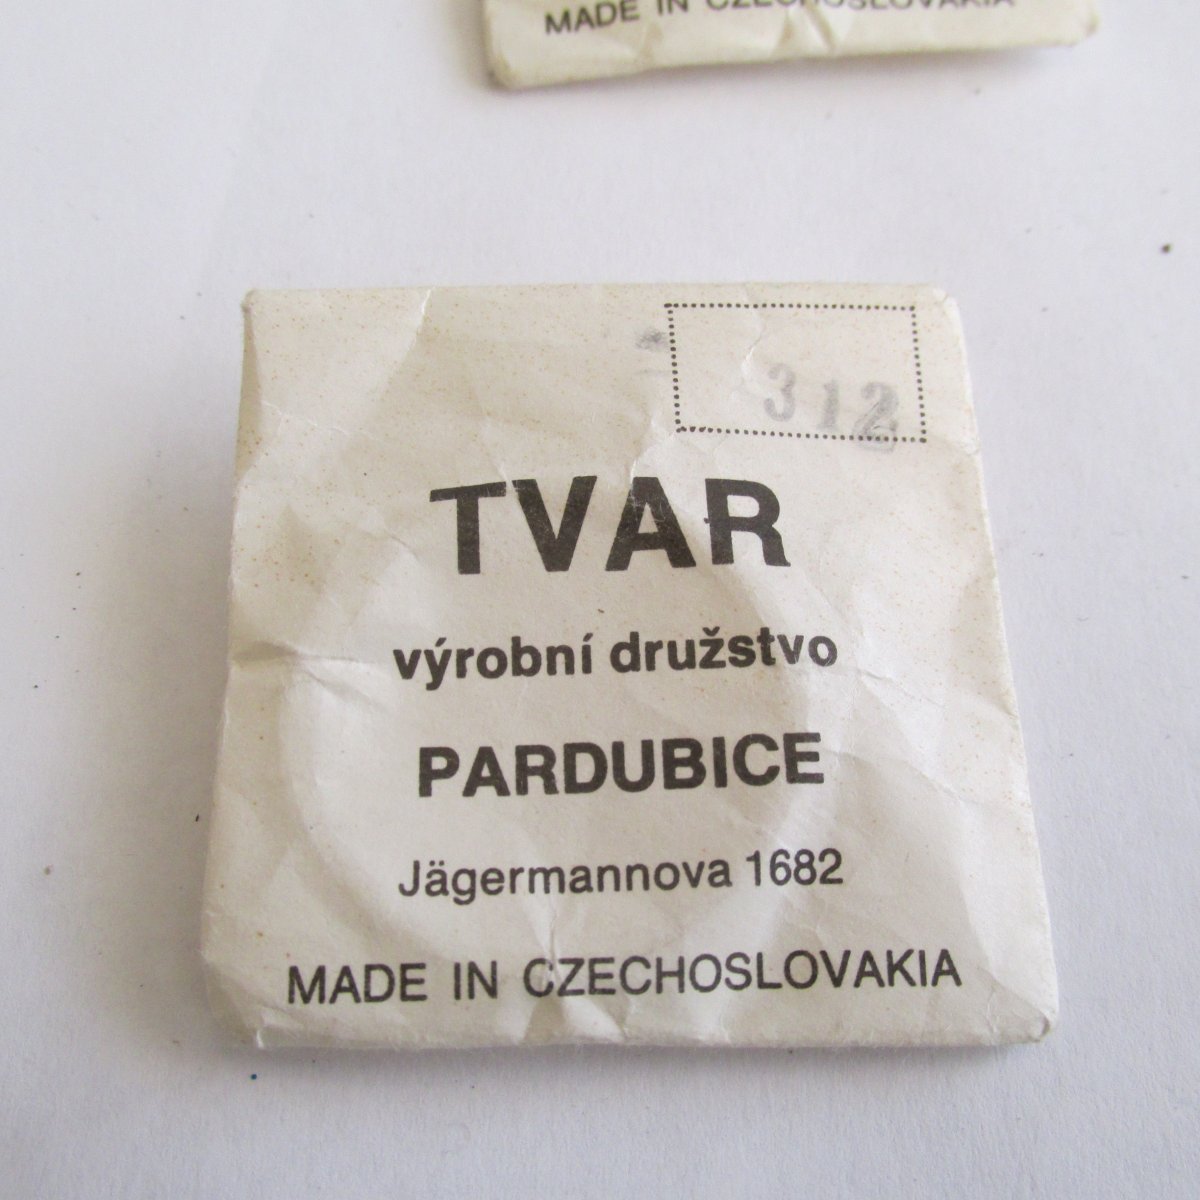 MADE IN CZECHOSLOVAKIA
312
TVAR
výrobní družstvo
PARDUBICE
Jägermannova 1682
MADE IN CZECHOSLOVAKIA